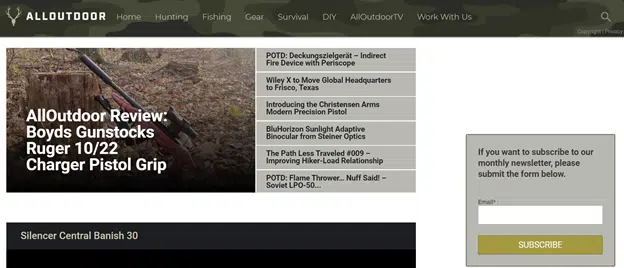 ALLOUTDOOR Home Hunting Fishing Gear Survival DIY AllOutdoorTV Work With Us
Copyright | Privacy
AllOutdoor Review:
Boyds Gunstocks
Ruger 10/22
Charger Pistol Grip
POTD: Deckungszielgerät – Indirect
Fire Device with Periscope
Wiley X to Move Global Headquarters
to Frisco, Texas
Introducing the Christensen Arms
Modern Precision Pistol
BluHorizon Sunlight Adaptive
Binocular from Steiner Optics
The Path Less Traveled #009 –
Improving Hiker-Load Relationship
POTD: Flame Thrower... Nuff Said! –
Soviet LPO-50...
If you want to subscribe to our
monthly newsletter, please
submit the form below.
Email*
SUBSCRIBE
Silencer Central Banish 30